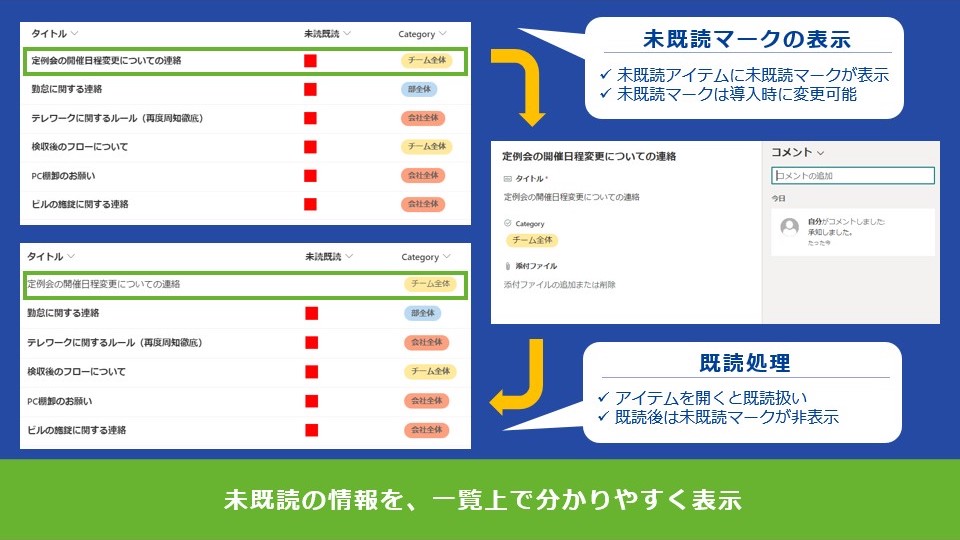 タイトル 未読既読 Category
定例会の開催日程変更についての連絡 チーム全体
勤怠に関する連絡 部全体
テレワークに関するルール（再度周知徹底） 会社全体
検収後のフローについて チーム全体
PC棚卸のお願い 会社全体
ビルの施錠に関する連絡 会社全体
未既読マークの表示
✓ 未既読アイテムに未既読マークが表示
✓ 未既読マークは導入時に変更可能
定例会の開催日程変更についての連絡
タイトル *
定例会の開催日程変更についての連絡
Category
チーム全体
添付ファイル
添付ファイルの追加または削除
コメント
コメントの追加
今日
自分がコメントしました:
承知しました。
たった今
タイトル 未読既読 Category
定例会の開催日程変更についての連絡 チーム全体
勤怠に関する連絡 部全体
テレワークに関するルール（再度周知徹底） 会社全体
検収後のフローについて チーム全体
PC棚卸のお願い 会社全体
ビルの施錠に関する連絡 会社全体
既読処理
✓ アイテムを開くと既読扱い
✓ 既読後は未既読マークが非表示
未既読の情報を、一覧上で分かりやすく表示